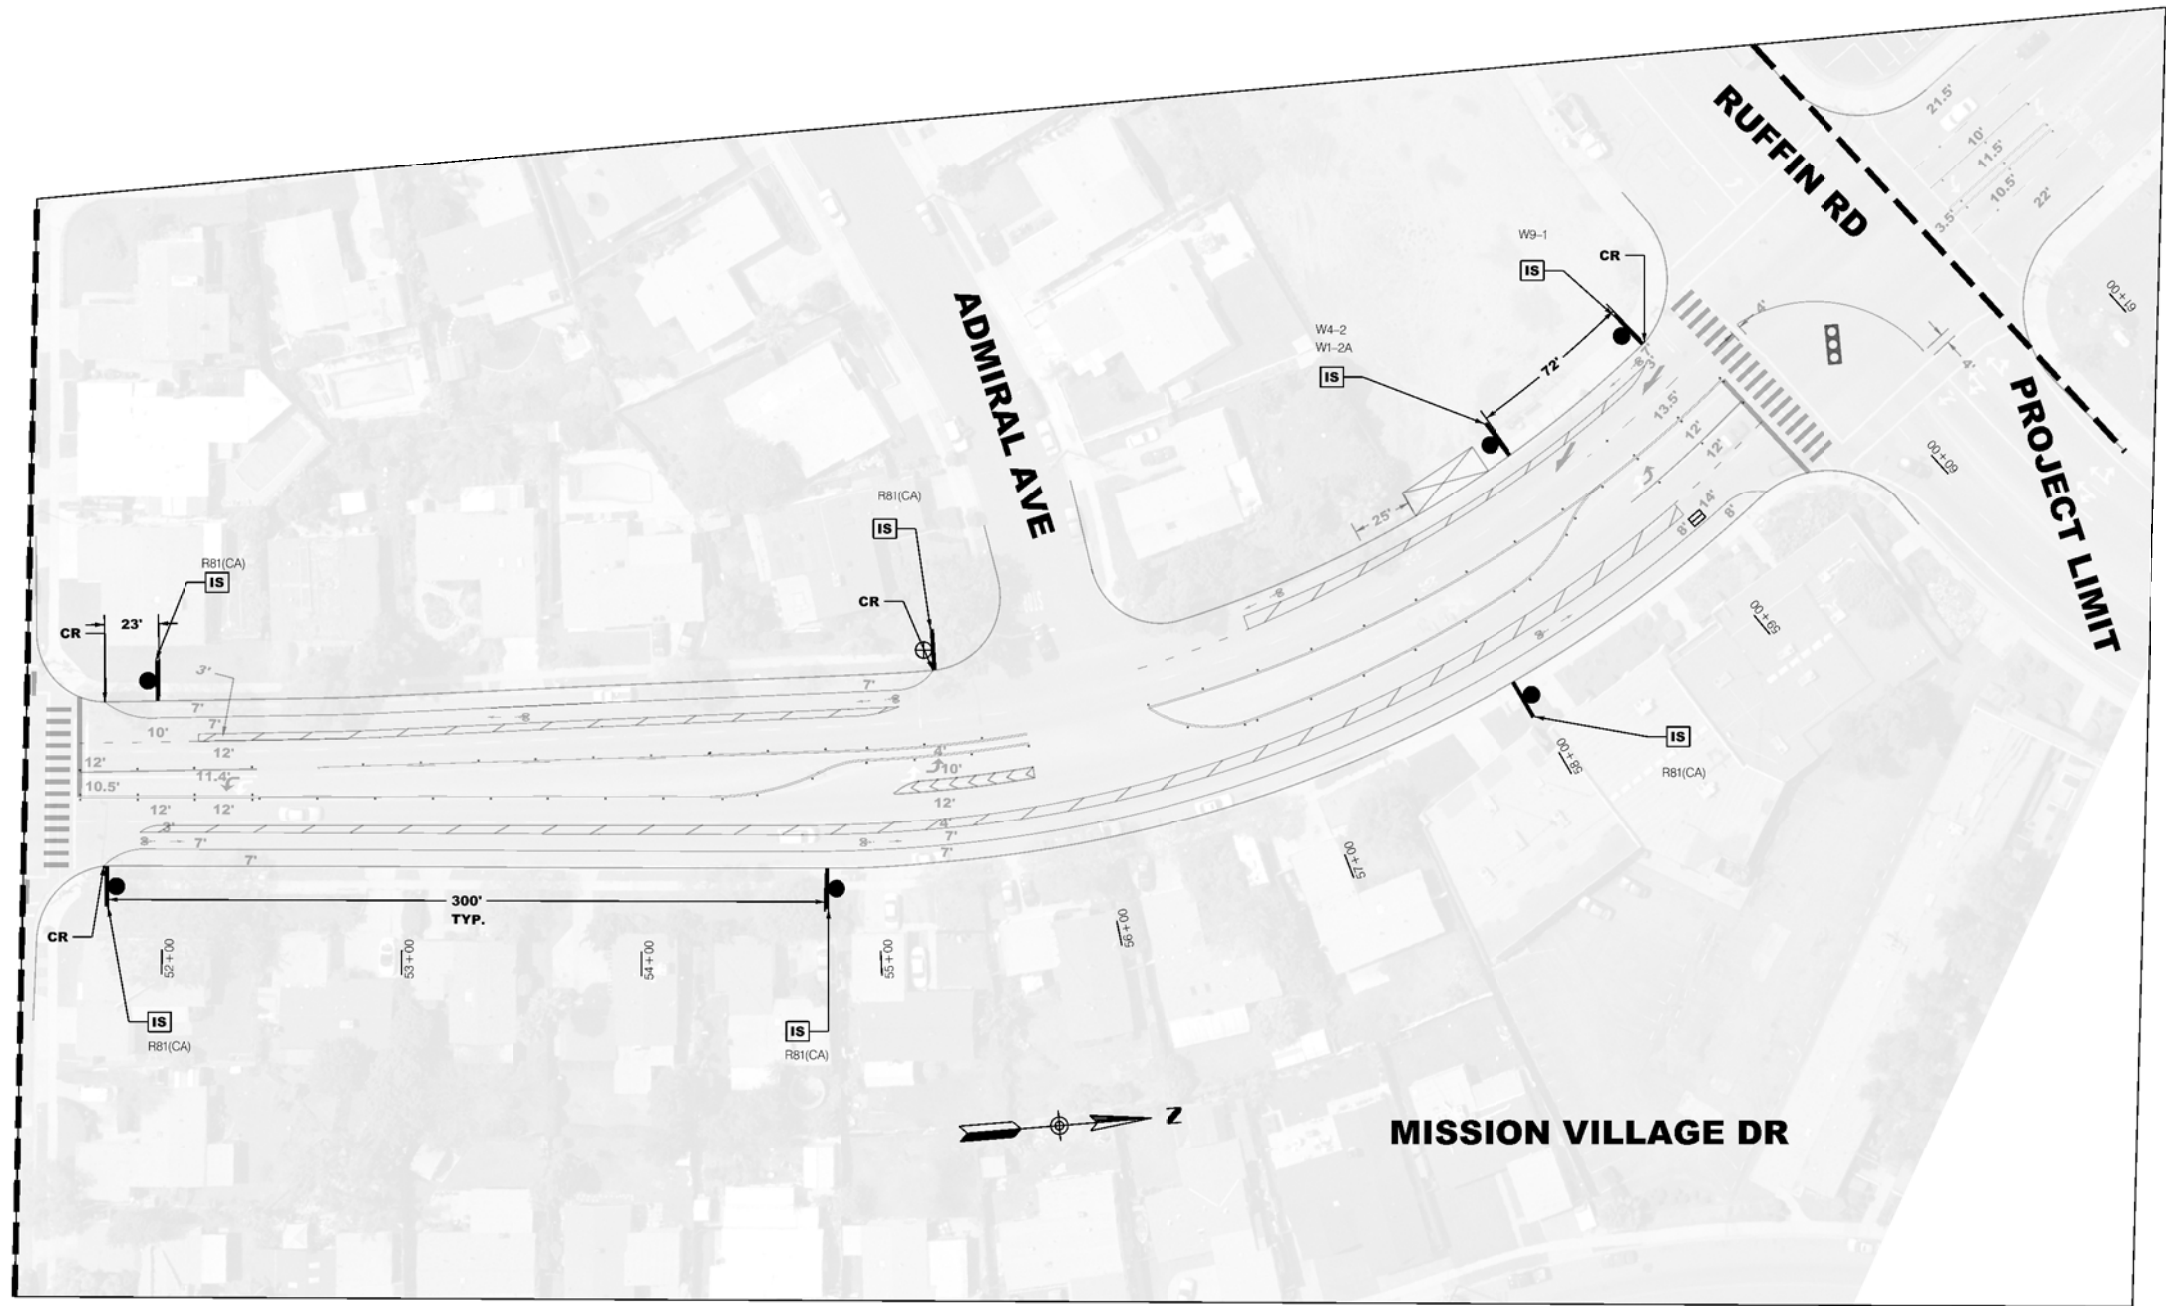 RUFFIN RD
21.5'
10'
11.5'
10.5'
22'
3.5'
61+00
W9-1
IS
CR
4'
4'
ADMIRAL AVE
W4-2
W1-2A
IS
72'
7'
3'
13.5'
12'
12'
PROJECT LIMIT
60+00
R81(CA)
IS
25'
14'
8'
8'
R81(CA)
IS
CR
CR
23'
59+00
3'
7'
7'
7'
10'
12'
12'
11.4'
10.5'
4'
10'
12'
IS
58+00
R81(CA)
12'
12'
3'
7'
7'
4'
7'
7'
57+00
300'
TYP.
CR
52+00
53+00
54+00
55+00
56+00
IS
R81(CA)
IS
R81(CA)
Z
MISSION VILLAGE DR